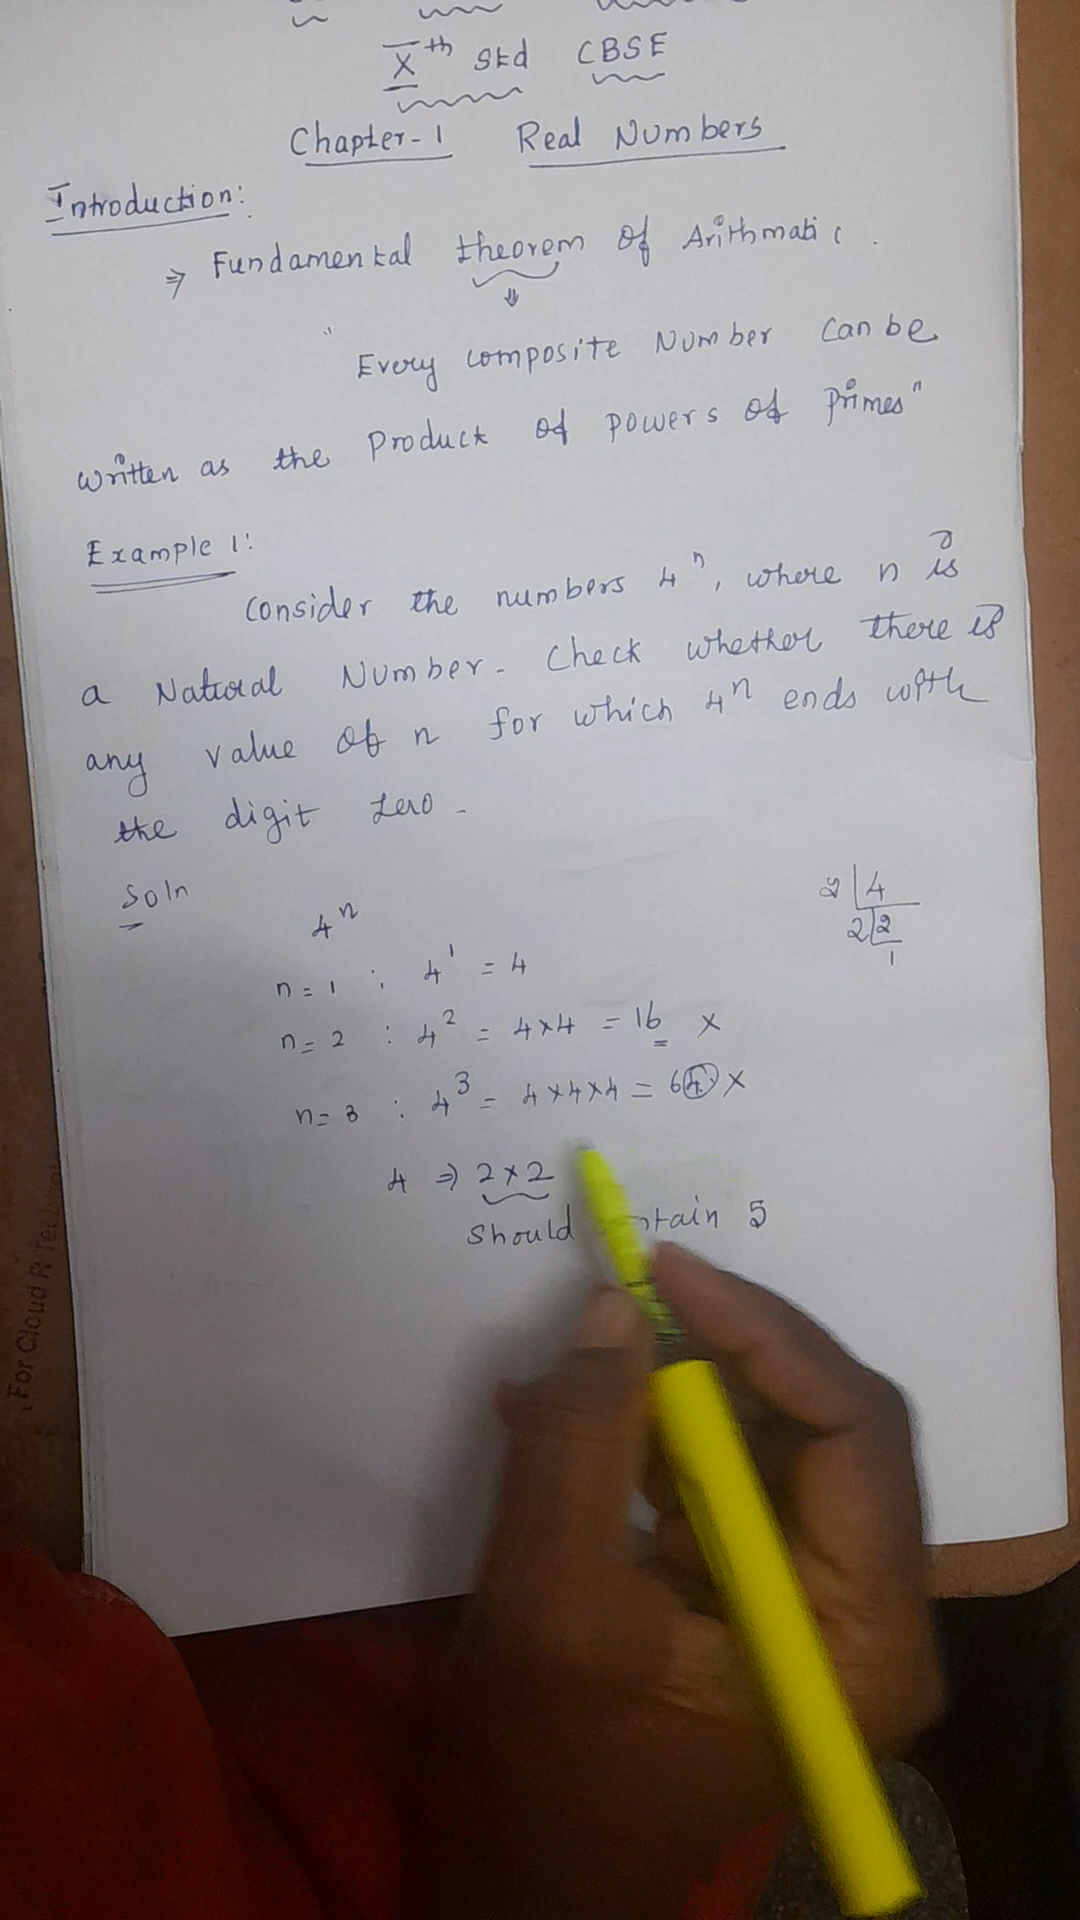 Xth Std CBSE
Chapter-1 Real Numbers
Introduction:
⇒ Fundamental theorem of Arithmatic.
⇓
"Every composite Number can be
written as the product of powers of primes"
Example 1:
Consider the numbers 4ⁿ, where n is
a Natural Number. Check whether there is
any value of n for which 4ⁿ ends with
the digit zero.
Soln
4ⁿ
2 | 4
2 | 2
1
n = 1 : 4¹ = 4
n = 2 : 4² = 4×4 = 16 ×
n = 3 : 4³ = 4×4×4 = 64 ×
4 ⇒ 2×2
Should 5